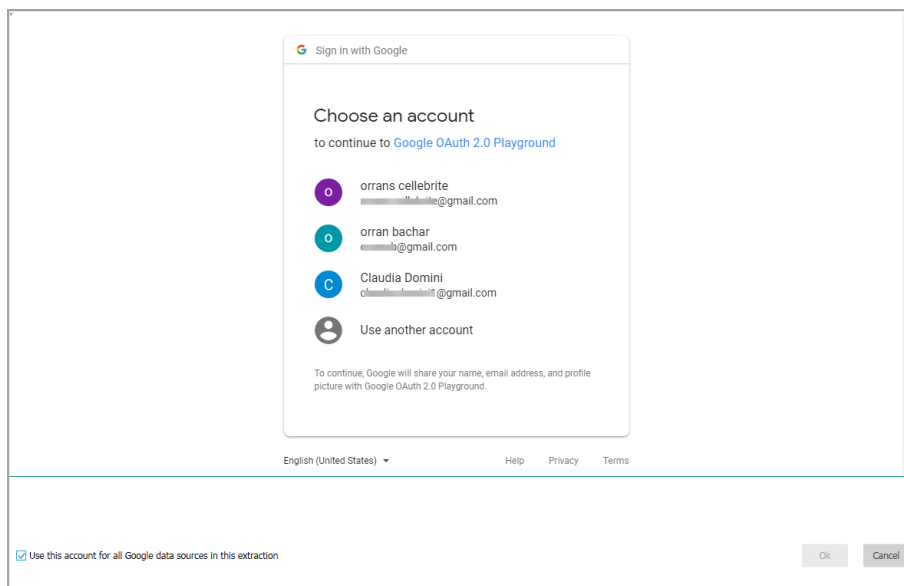 Sign in with Google
Choose an account
to continue to Google OAuth 2.0 Playground
o
orrans cellebrite
@gmail.com
o
orran bachar
b@gmail.com
C
Claudia Domini
@gmail.com
Use another account
To continue, Google will share your name, email address, and profile
picture with Google OAuth 2.0 Playground.
English (United States)
Help Privacy Terms
Use this account for all Google data sources in this extraction
Ok Cancel